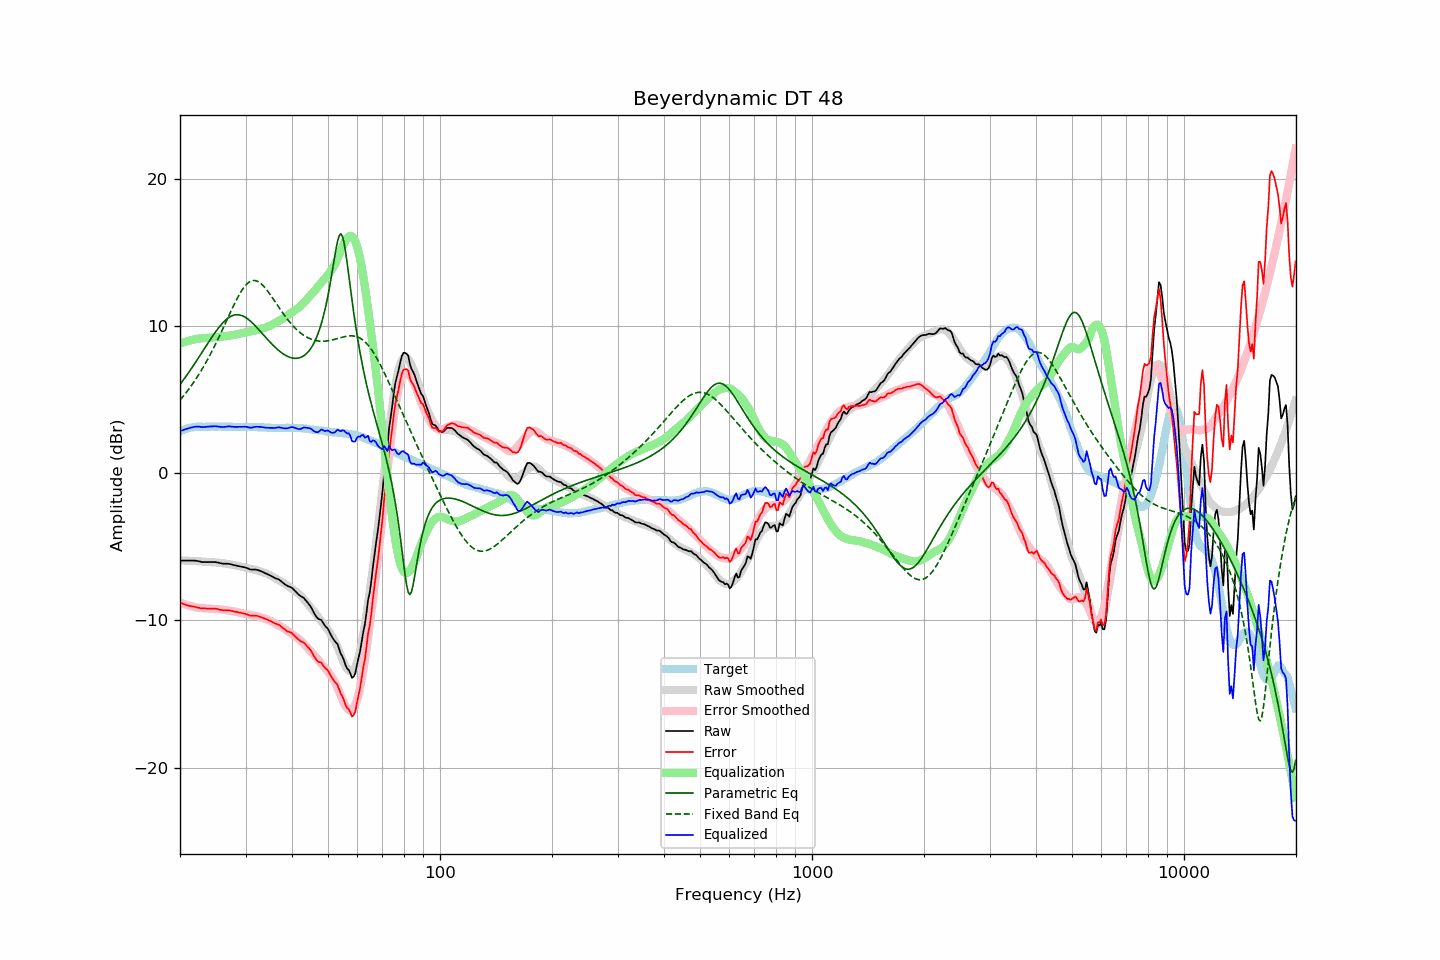 Beyerdynamic DT 48
Amplitude (dBr)
20
10
0
−10
−20
Target
Raw Smoothed
Error Smoothed
Raw
Error
Equalization
Parametric Eq
Fixed Band Eq
Equalized
100
1000
10000
Frequency (Hz)